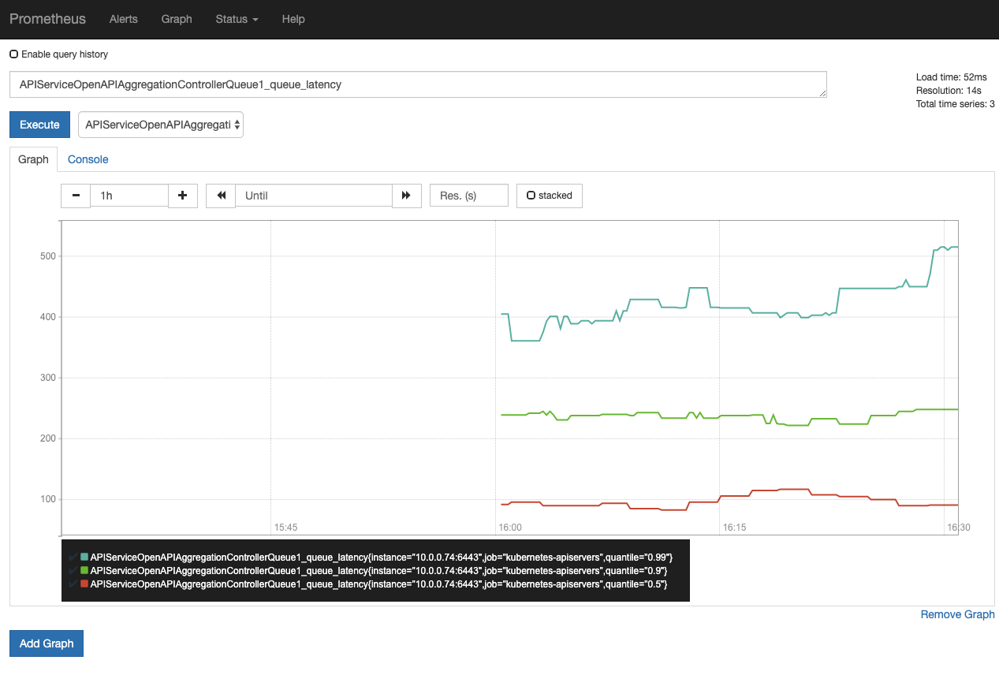 Prometheus Alerts Graph Status Help
Enable query history
APIServiceOpenAPIAggregationControllerQueue1_queue_latency
Load time: 52ms
Resolution: 14s
Total time series: 3
Execute APIServiceOpenAPIAggregati
Graph Console
1h Until Res. (s) stacked
500
400
300
200
100
15:45 16:00 16:15 16:30
APIServiceOpenAPIAggregationControllerQueue1_queue_latency{instance="10.0.0.74:6443",job="kubernetes-apiservers",quantile="0.99"}
APIServiceOpenAPIAggregationControllerQueue1_queue_latency{instance="10.0.0.74:6443",job="kubernetes-apiservers",quantile="0.9"}
APIServiceOpenAPIAggregationControllerQueue1_queue_latency{instance="10.0.0.74:6443",job="kubernetes-apiservers",quantile="0.5"}
Remove Graph
Add Graph